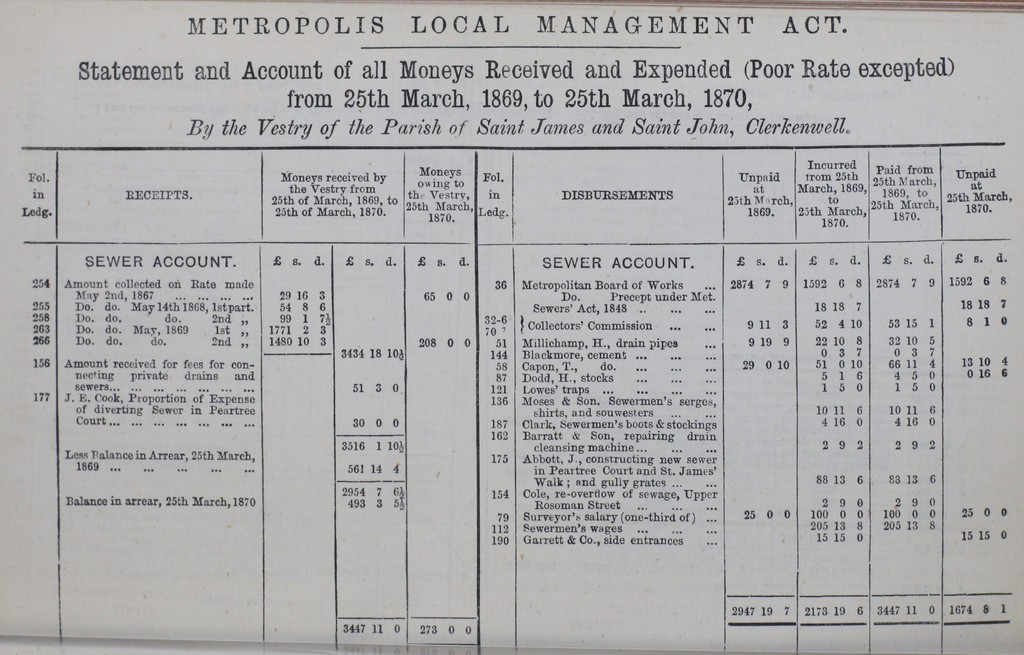 METROPOLIS LOCAL MANAGEMENT ACT.
Statement and Account of all Moneys Received and Expended (Poor Rate excepted)
from 25th March, 1869, to 25th March, 1870,
By the Vestry of the Parish of Saint James and Saint John, Clerkenwell.
Fol. in Ledg.
RECEIPTS.
Moneys received by the Vestry from 25th of March, 1869, to 25th of March, 1870.
Moneys owing to the Vestry, 25th March, 1870.
SEWER ACCOUNT. £ s. d. £ s. d. £ s. d.
254 Amount collected on Rate made
May 2nd, 1867 ... ... ... ... 29 16 3 65 0 0
255 Do. do. May 14th 1868, 1st part. 54 8 6
258 Do. do. do. 2nd „ 99 1 7½
263 Do. do. May, 1869 1st „ 1771 2 3
266 Do. do. do. 2nd „ 1480 10 3 208 0 0
3434 18 10½
156 Amount received for fees for con-
necting private drains and
sewers... ... ... ... ... ... ... 51 3 0
177 J. E. Cook, Proportion of Expense
of diverting Sewer in Peartree
Court ... ... ... ... ... ... ... 30 0 0
3516 1 10½
Less Balance in Arrear, 25th March,
1869 ... ... ... ... ... 561 14 4
2954 7 6½
Balance in arrear, 25th March, 1870 493 3 5½
3447 11 0 273 0 0
Fol. in Ledg.
DISBURSEMENTS
Unpaid at 25th March, 1869.
Incurred from 25th March, 1869, to 25th March, 1870.
Paid from 25th March, 1869, to 25th March, 1870.
Unpaid at 25th March, 1870.
SEWER ACCOUNT. £ s. d. £ s. d. £ s. d. £ s. d.
36 Metropolitan Board of Works ... 2874 7 9 1592 6 8 2874 7 9 1592 6 8
Do. Precept under Met.
Sewers' Act, 1848 .. ... ... 18 18 7 18 18 7
32-6
70 } Collectors' Commission ... ... 9 11 3 52 4 10 53 15 1 8 1 0
51 Millichamp, H., drain pipes ... 9 19 9 22 10 8 32 10 5
144 Blackmore, cement ... ... ... 0 3 7 0 3 7
58 Capon, T., do. ... ... ... 29 0 10 51 0 10 66 11 4 13 10 4
87 Dodd, H., stocks ... ... ... 5 1 6 4 5 0 0 16 6
121 Lowes' traps ... ... ... ... 1 5 0 1 5 0
136 Moses & Son. Sewermen's serges,
shirts, and souwesters ... ... 10 11 6 10 11 6
187 Clark, Sewermen's boots & stockings 4 16 0 4 16 0
162 Barratt & Son, repairing drain
cleansing machine ... ... ... 2 9 2 2 9 2
175 Abbott, J., constructing new sewer
in Peartree Court and St. James'
Walk; and gully grates ... ... 88 13 6 88 13 6
154 Cole, re-overflow of sewage, Upper
Rosoman Street ... ... ... 2 9 0 2 9 0
79 Surveyor's salary (one-third of) ... 25 0 0 100 0 0 100 0 0 25 0 0
112 Sewermen's wages ... ... ... 205 13 8 205 13 8
190 Garrett & Co., side entrances ... 15 15 0 15 15 0
2947 19 7 2173 19 6 3447 11 0 1674 8 1